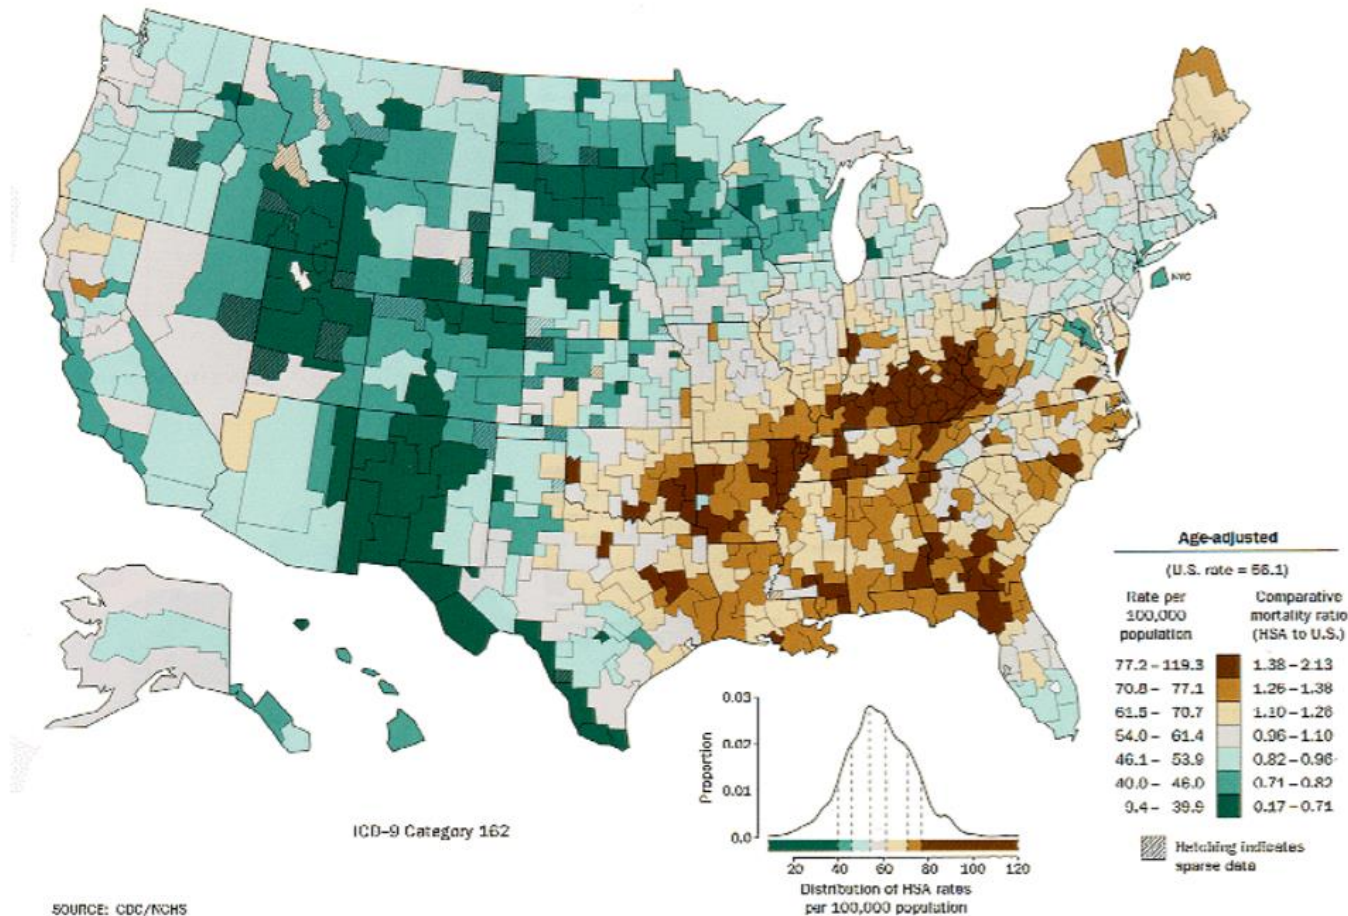 NYC
Age-adjusted
(U.S. rate = 56.1)
Rate per 100,000 population
Comparative mortality ratio (HSA to U.S.)
77.2 – 119.3 1.38 – 2.13
70.8 – 77.1 1.26 – 1.38
61.5 – 70.7 1.10 – 1.26
54.0 – 61.4 0.96 – 1.10
46.1 – 53.9 0.82 – 0.96
40.0 – 46.0 0.71 – 0.82
9.4 – 39.9 0.17 – 0.71
Hatching indicates
sparse data
0.03
0.02
0.01
0.0
Proportion
20 40 60 80 100 120
Distribution of HSA rates
per 100,000 population
ICD-9 Category 162
SOURCE: CDC/NCHS